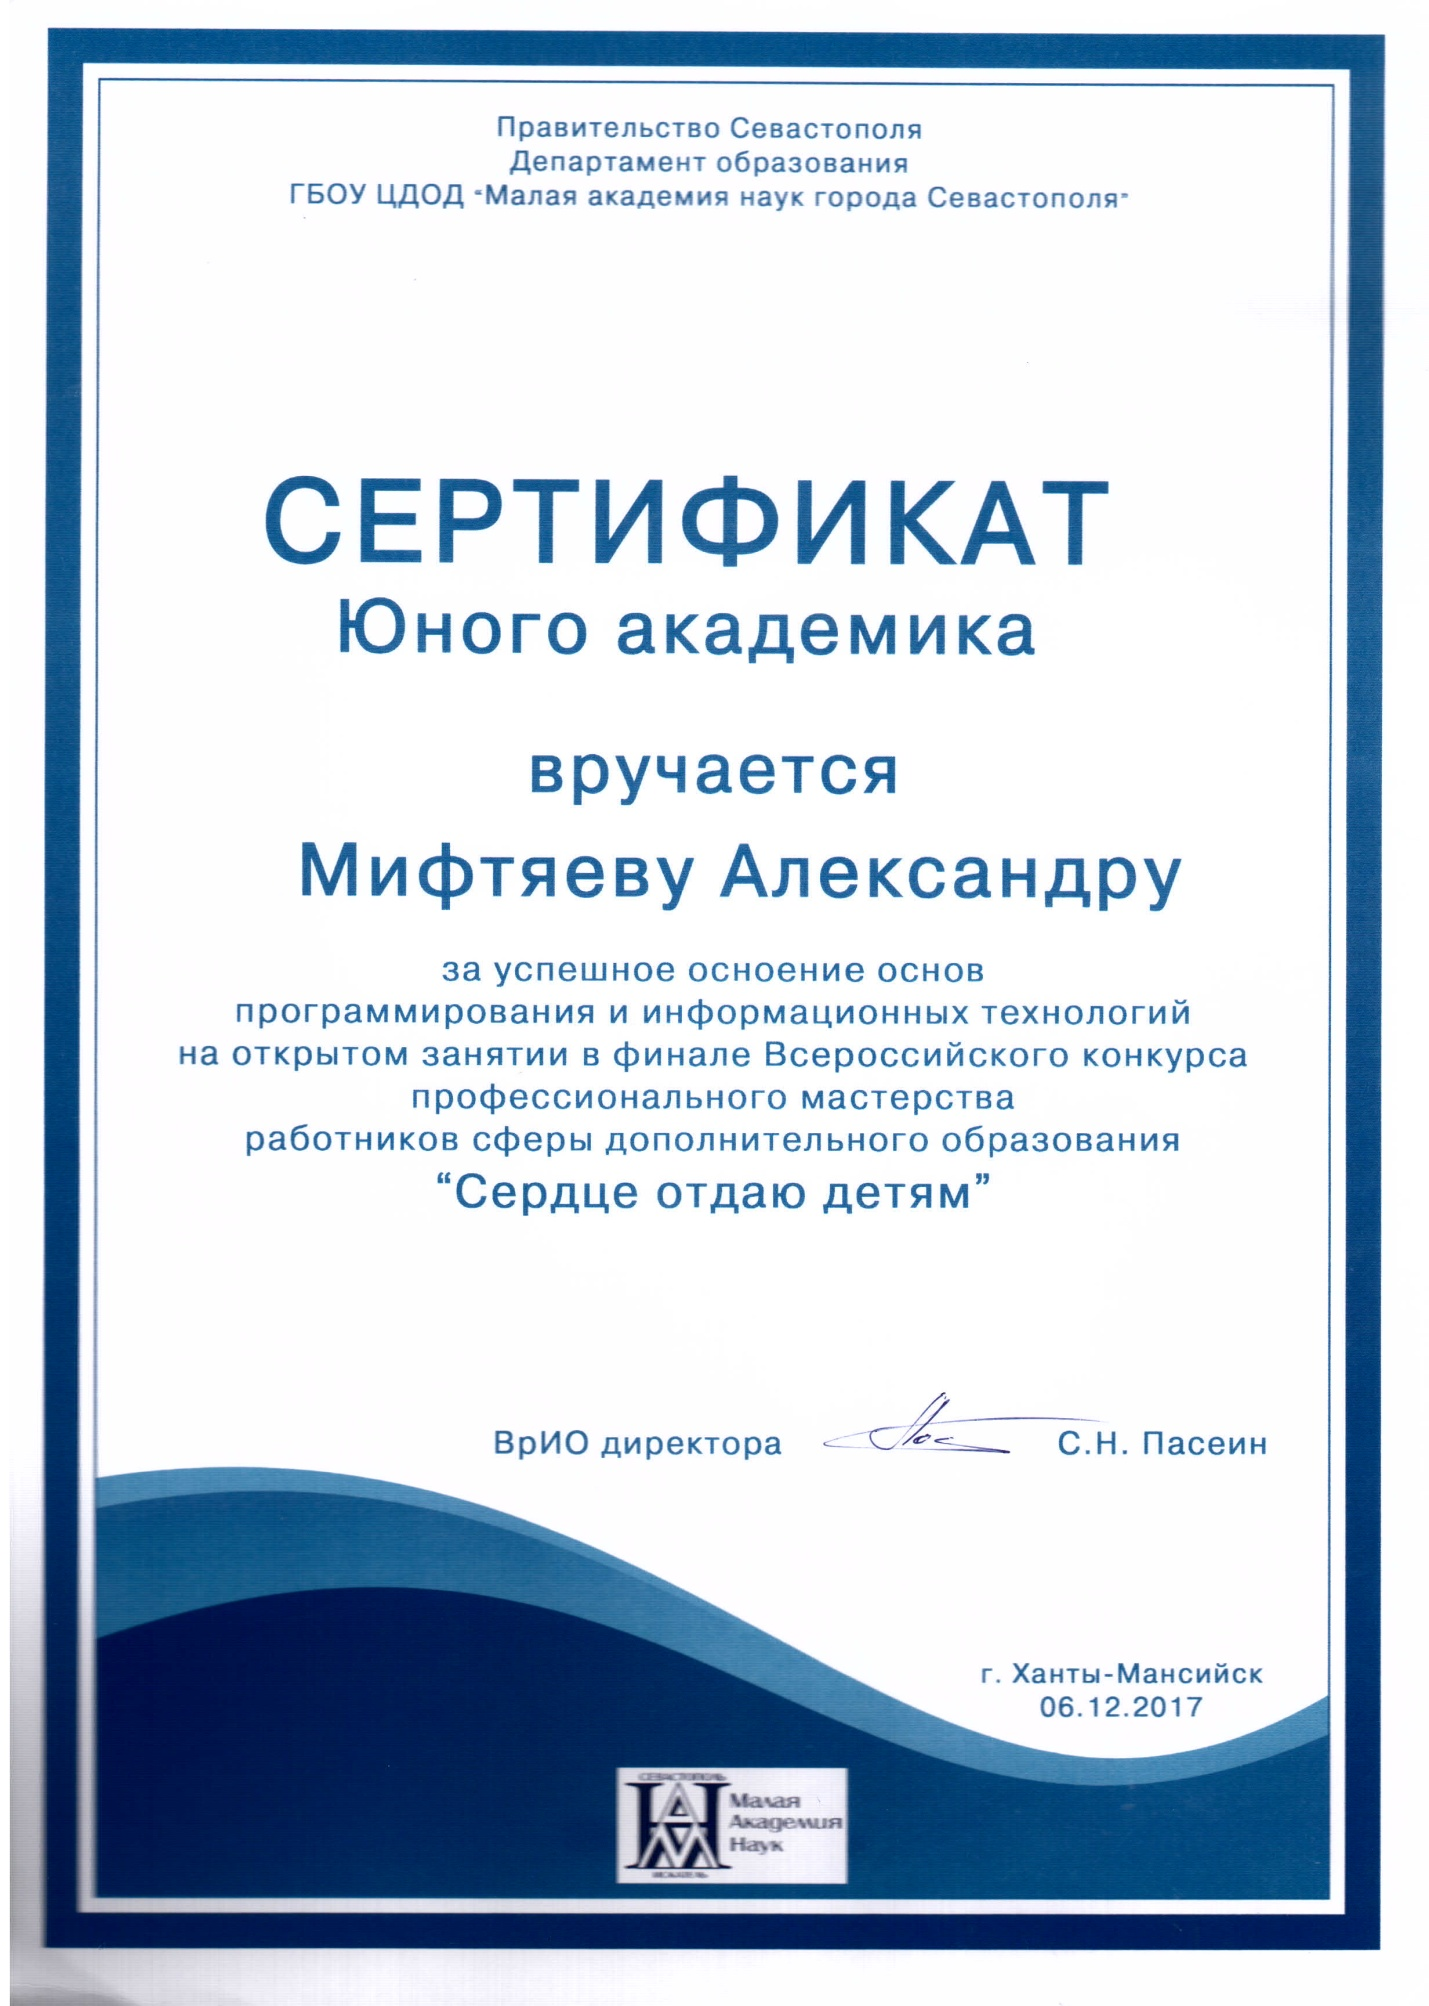 Правительство Севастополя
Департамент образования
ГБОУ ЦДОД "Малая академия наук города Севастополя"
СЕРТИФИКАТ
Юного академика
вручается
Мифтяеву Александру
за успешное осноение основ
программирования и информационных технологий
на открытом занятии в финале Всероссийского конкурса
профессионального мастерства
работников сферы дополнительного образования
“Сердце отдаю детям”
ВрИО директора С.Н. Пасеин
г. Ханты-Мансийск
06.12.2017
СЕВАСТОПОЛЬ
Малая
Академия
Наук
ИСКАТЕЛЬ